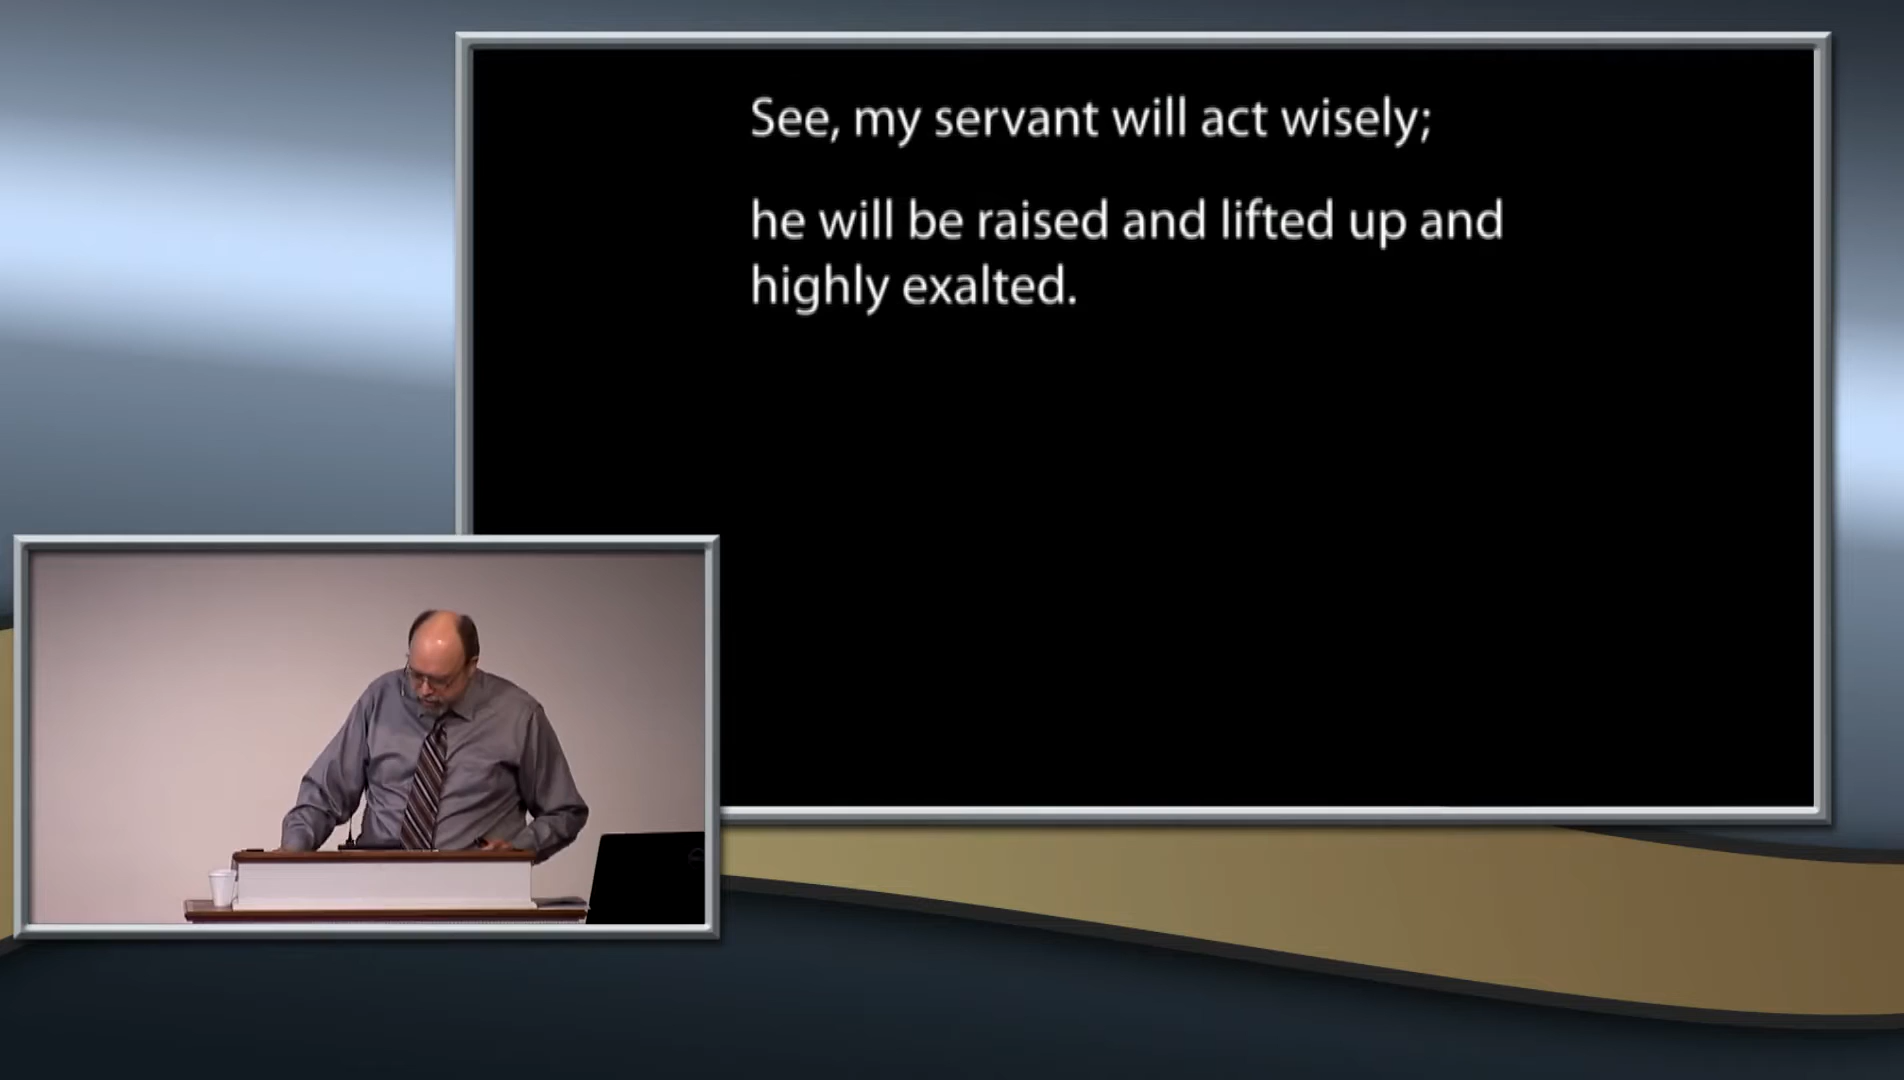 See, my servant will act wisely;
he will be raised and lifted up and
highly exalted.